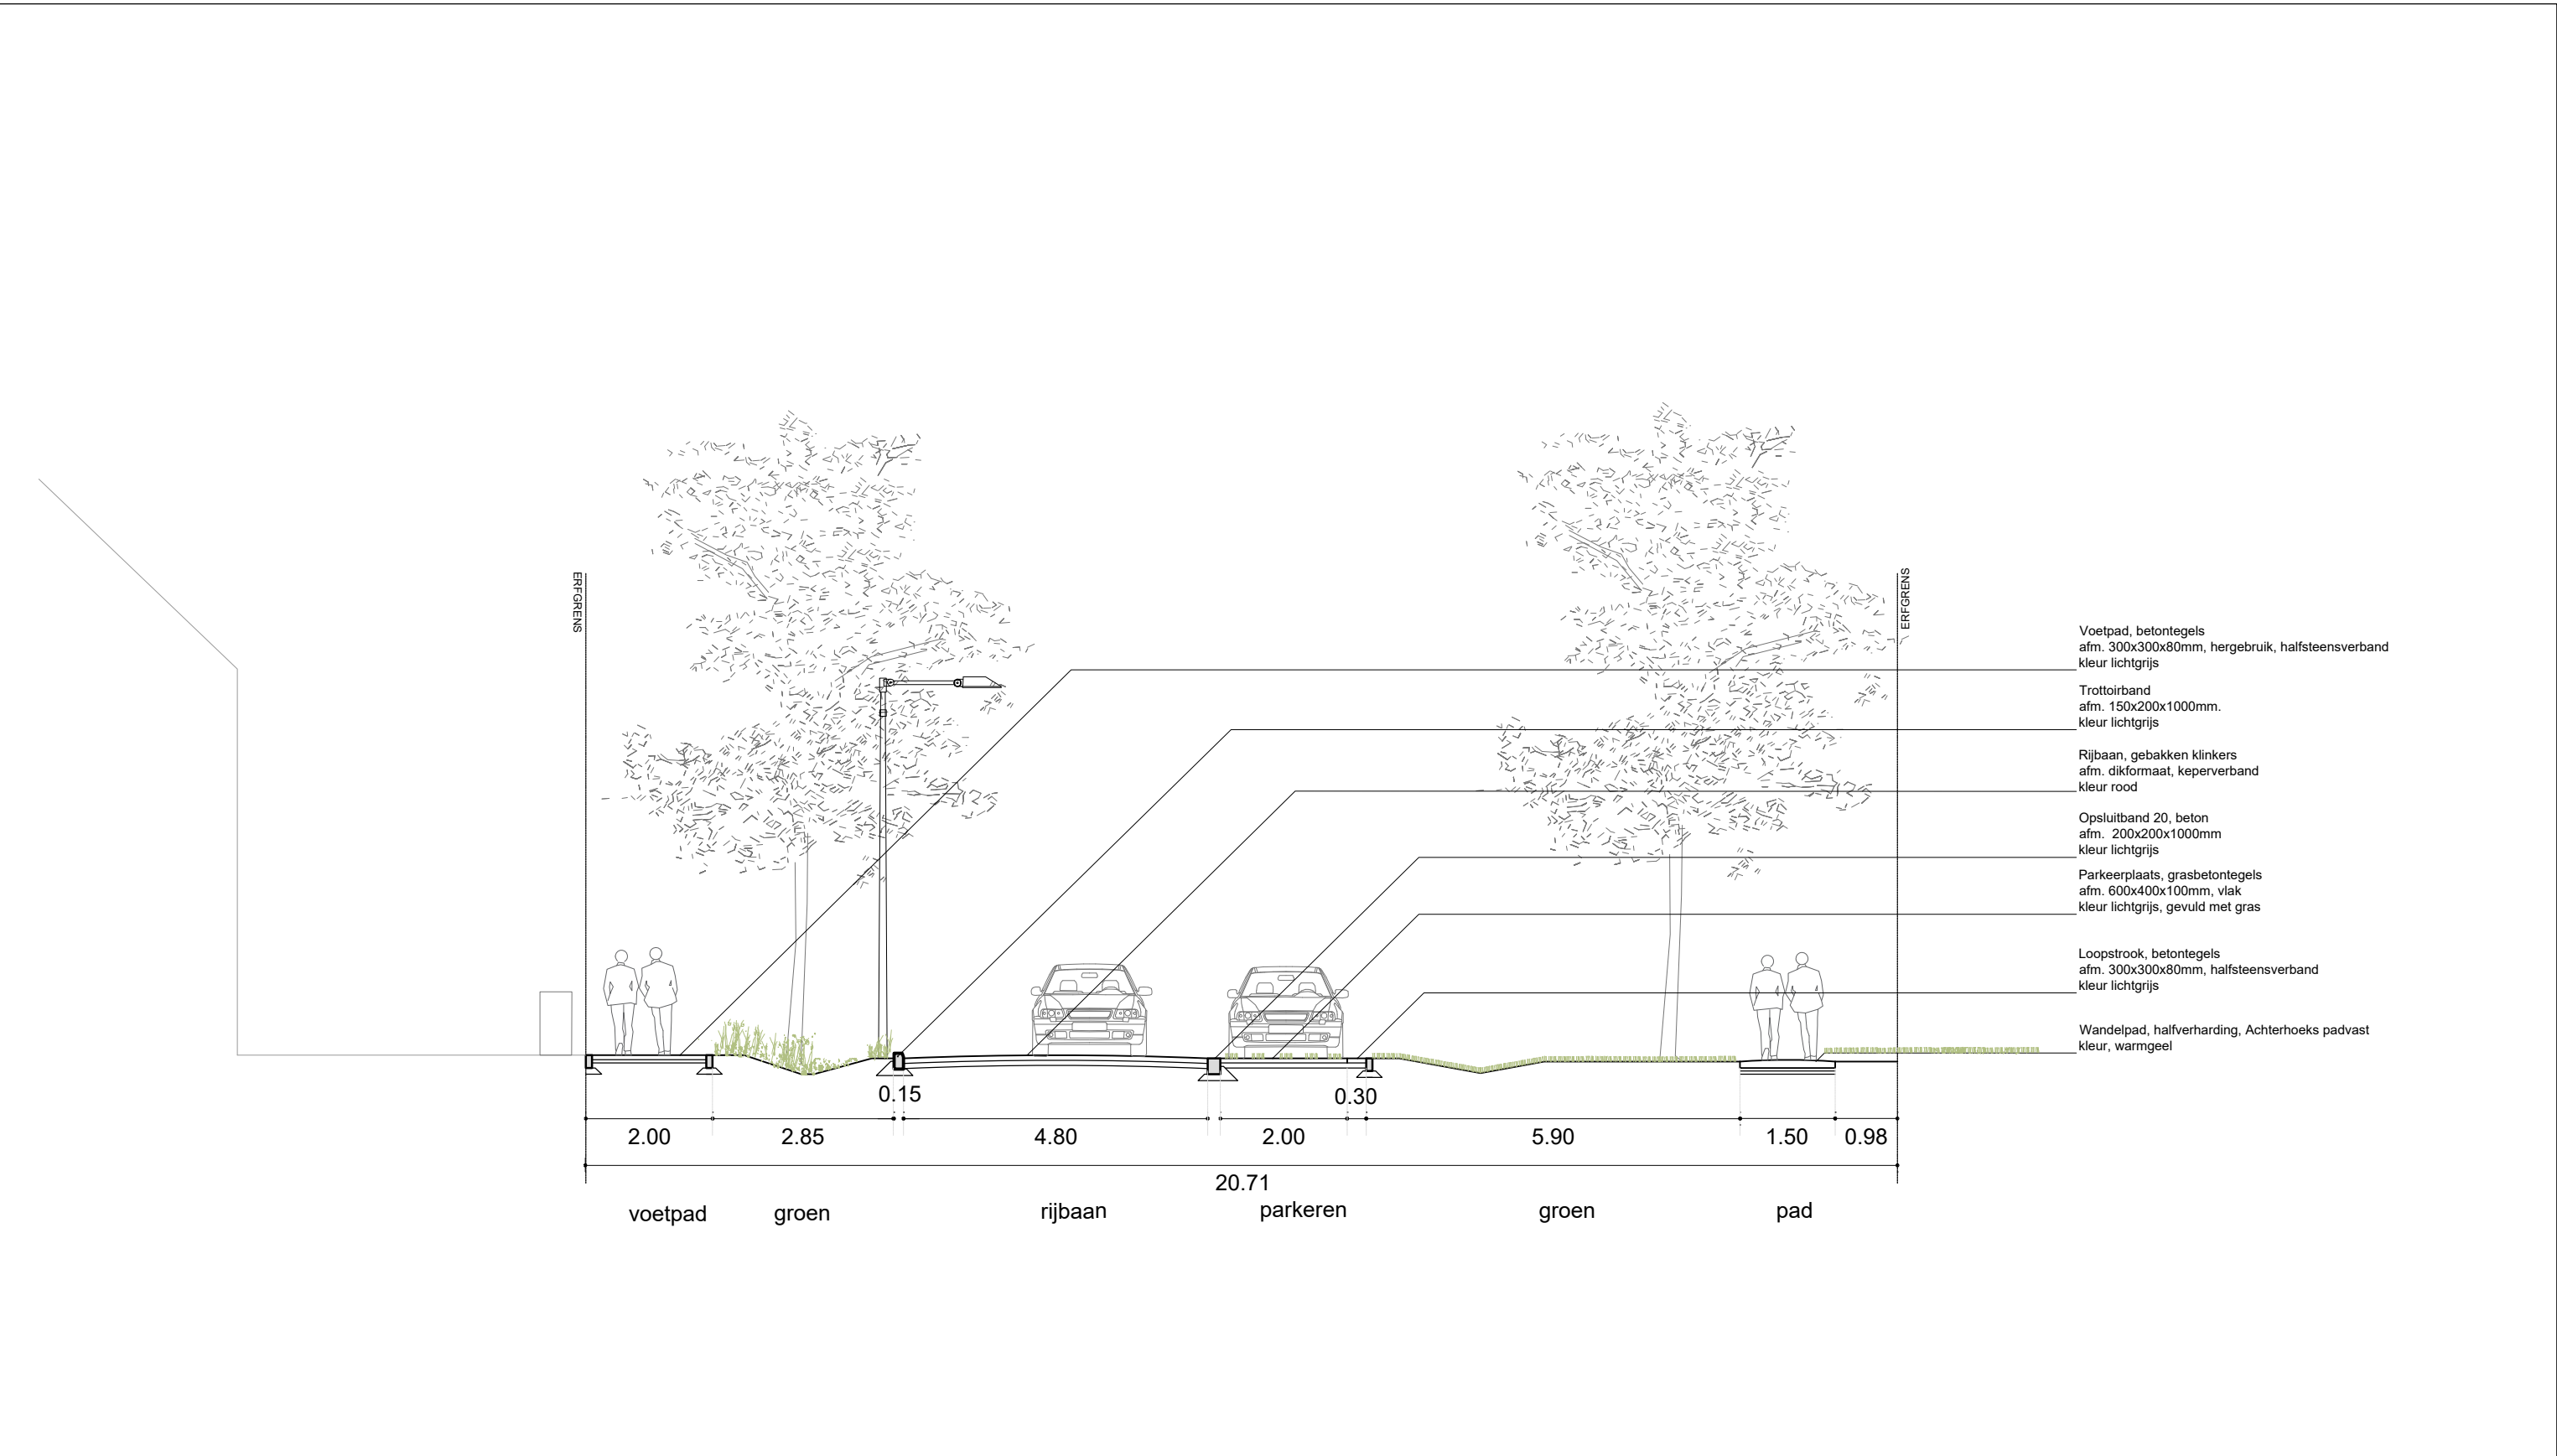 ERFGRENS
ERFGRENS
Voetpad, betontegels
afm. 300x300x80mm, hergebruik, halfsteensverband
kleur lichtgrijs
Trottoirband
afm. 150x200x1000mm.
kleur lichtgrijs
Rijbaan, gebakken klinkers
afm. dikformaat, keperverband
kleur rood
Opsluitband 20, beton
afm.  200x200x1000mm
kleur lichtgrijs
Parkeerplaats, grasbetontegels
afm. 600x400x100mm, vlak
kleur lichtgrijs, gevuld met gras
Loopstrook, betontegels
afm. 300x300x80mm, halfsteensverband
kleur lichtgrijs
Wandelpad, halfverharding, Achterhoeks padvast
kleur, warmgeel
0.15 0.30
2.00 2.85 4.80 2.00 5.90 1.50 0.98
20.71
voetpad groen rijbaan parkeren groen pad